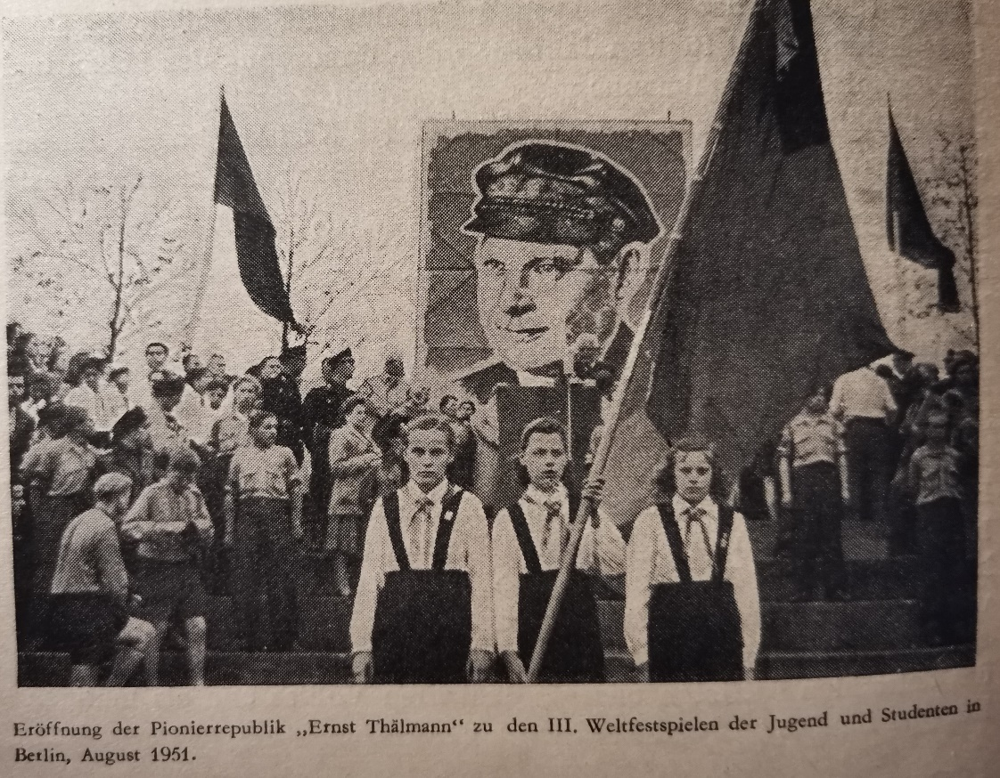 Eröffnung der Pionierrepublik „Ernst Thälmann“ zu den III. Weltfestspielen der Jugend und Studenten in
Berlin, August 1951.